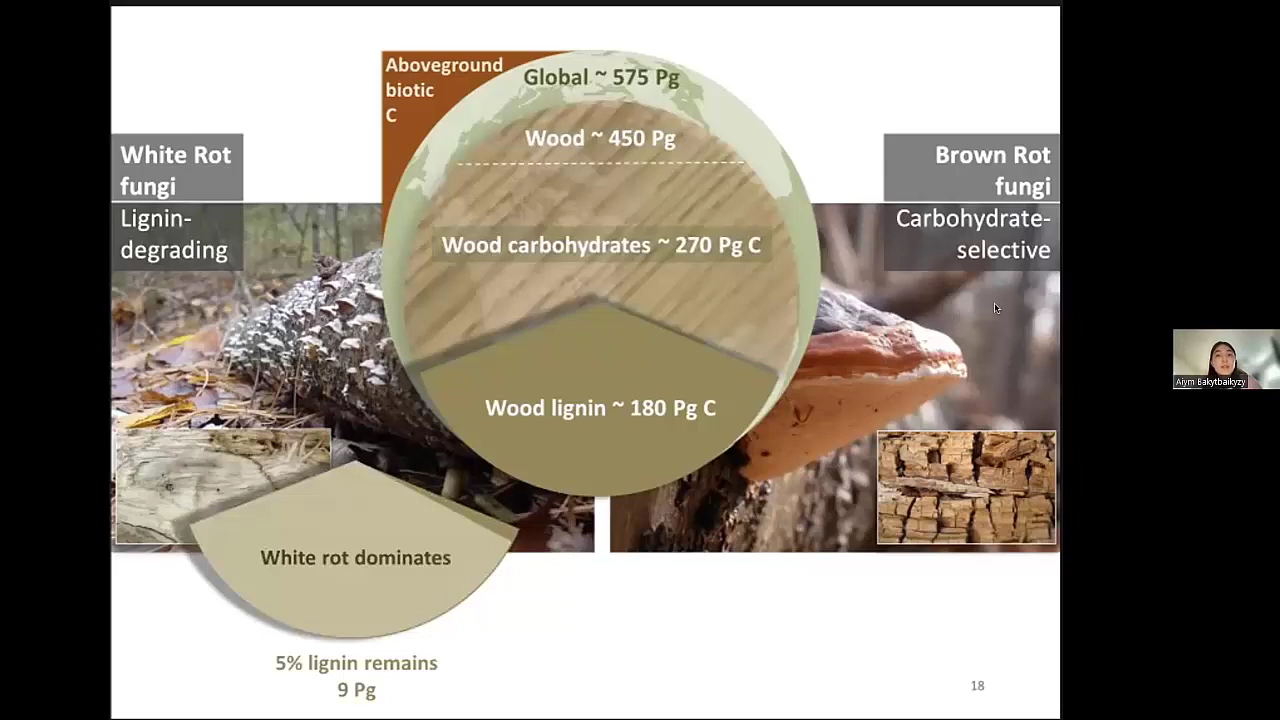 Aboveground
biotic
C
Global ~ 575 Pg
Wood ~ 450 Pg
White Rot
fungi
Lignin-
degrading
Brown Rot
fungi
Carbohydrate-
selective
Wood carbohydrates ~ 270 Pg C
Wood lignin ~ 180 Pg C
White rot dominates
5% lignin remains
9 Pg
18
Aiym Bakytbaikyzy